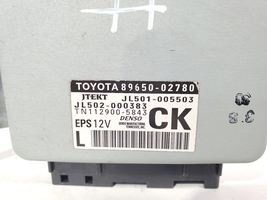 TOYOTA 89650-02780
JTEKT JL501-005503
JL502-000383
TN112900-5843
DENSO
EPS12V
CK
L